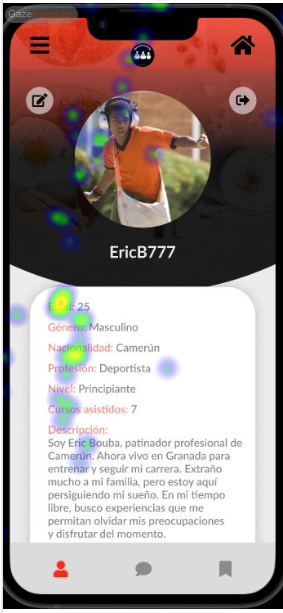 Gaze
EricB777
Edad: 25
Género: Masculino
Nacionalidad: Camerún
Profesión: Deportista
Nivel: Principiante
Cursos asistidos: 7
Descripción:
Soy Eric Bouba, patinador profesional de
Camerún. Ahora vivo en Granada para
entrenar y seguir mi carrera. Extraño
mucho a mi familia, pero estoy aquí
persiguiendo mi sueño. En mi tiempo
libre, busco experiencias que me
permitan olvidar mis preocupaciones
y disfrutar del momento.